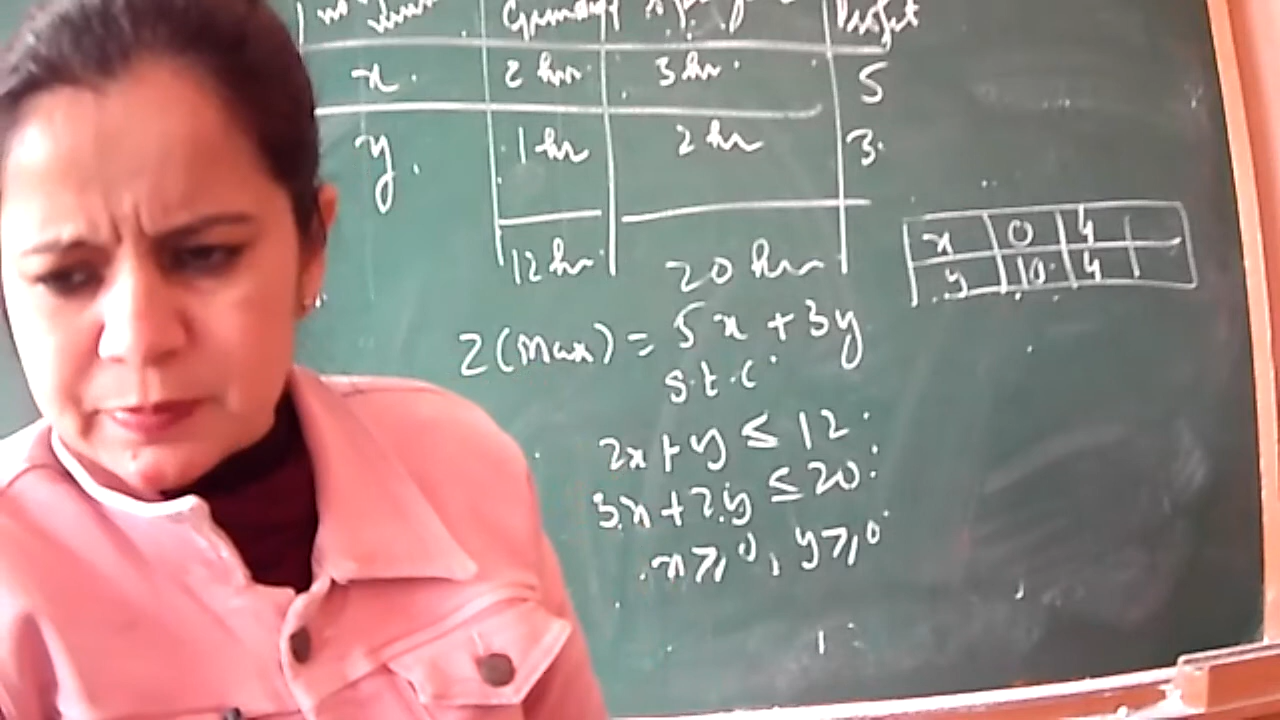 Profit
x. 2 hr. 3 hr. 5
y. 1 hr 2 hr 3.
12 hr. 20 hr
x 0 4
y 10 4
Z(Max) = 5x + 3y
s.t.c
2x + y ≤ 12
3x + 2y ≤ 20
x ≥ 0, y ≥ 0